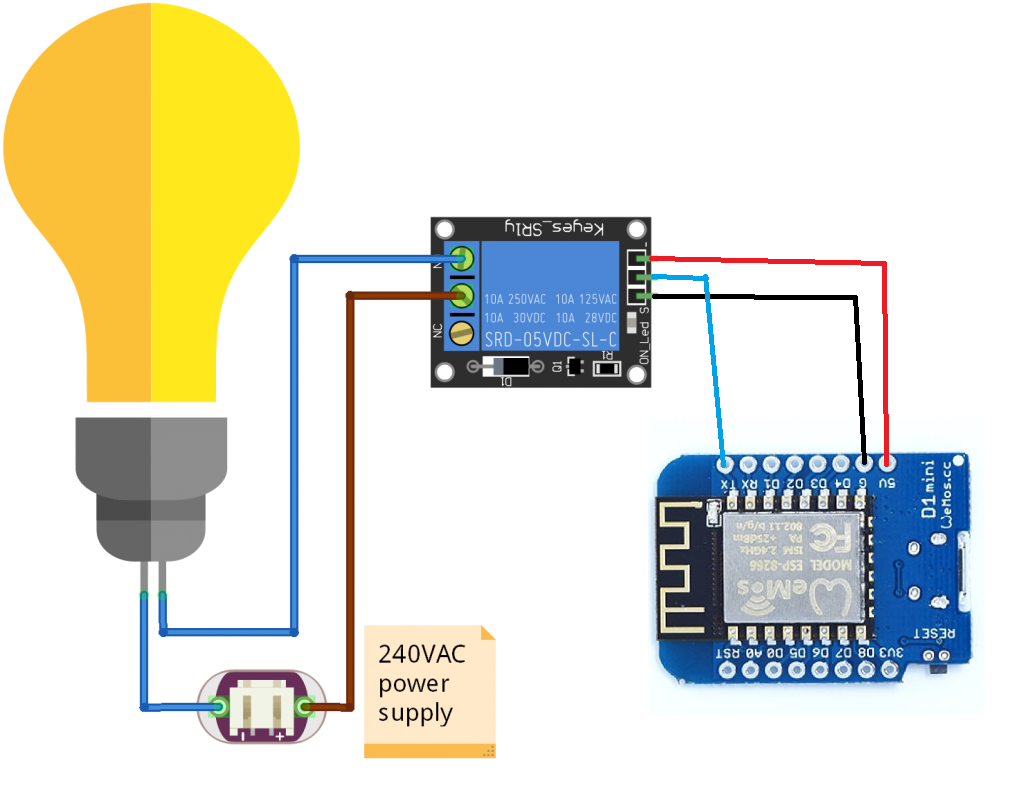 Keyes_SR1y
N
-
10A 250VAC 10A 125VAC
10A 30VDC 10A 28VDC
SRD-05VDC-SL-C
NC
S
ON_Led
Q1
R1
D1
240VAC
power
supply
- +
TX RX D1 D2 D3 D4 G 5V
D1 mini
WeMos.cc
FC
802.11 b/g/n
PA +25dBm
ISM 2.4GHz
MODEL ESP-8266
WeMos
RESET
RST A0 D0 D5 D6 D7 D8 3V3